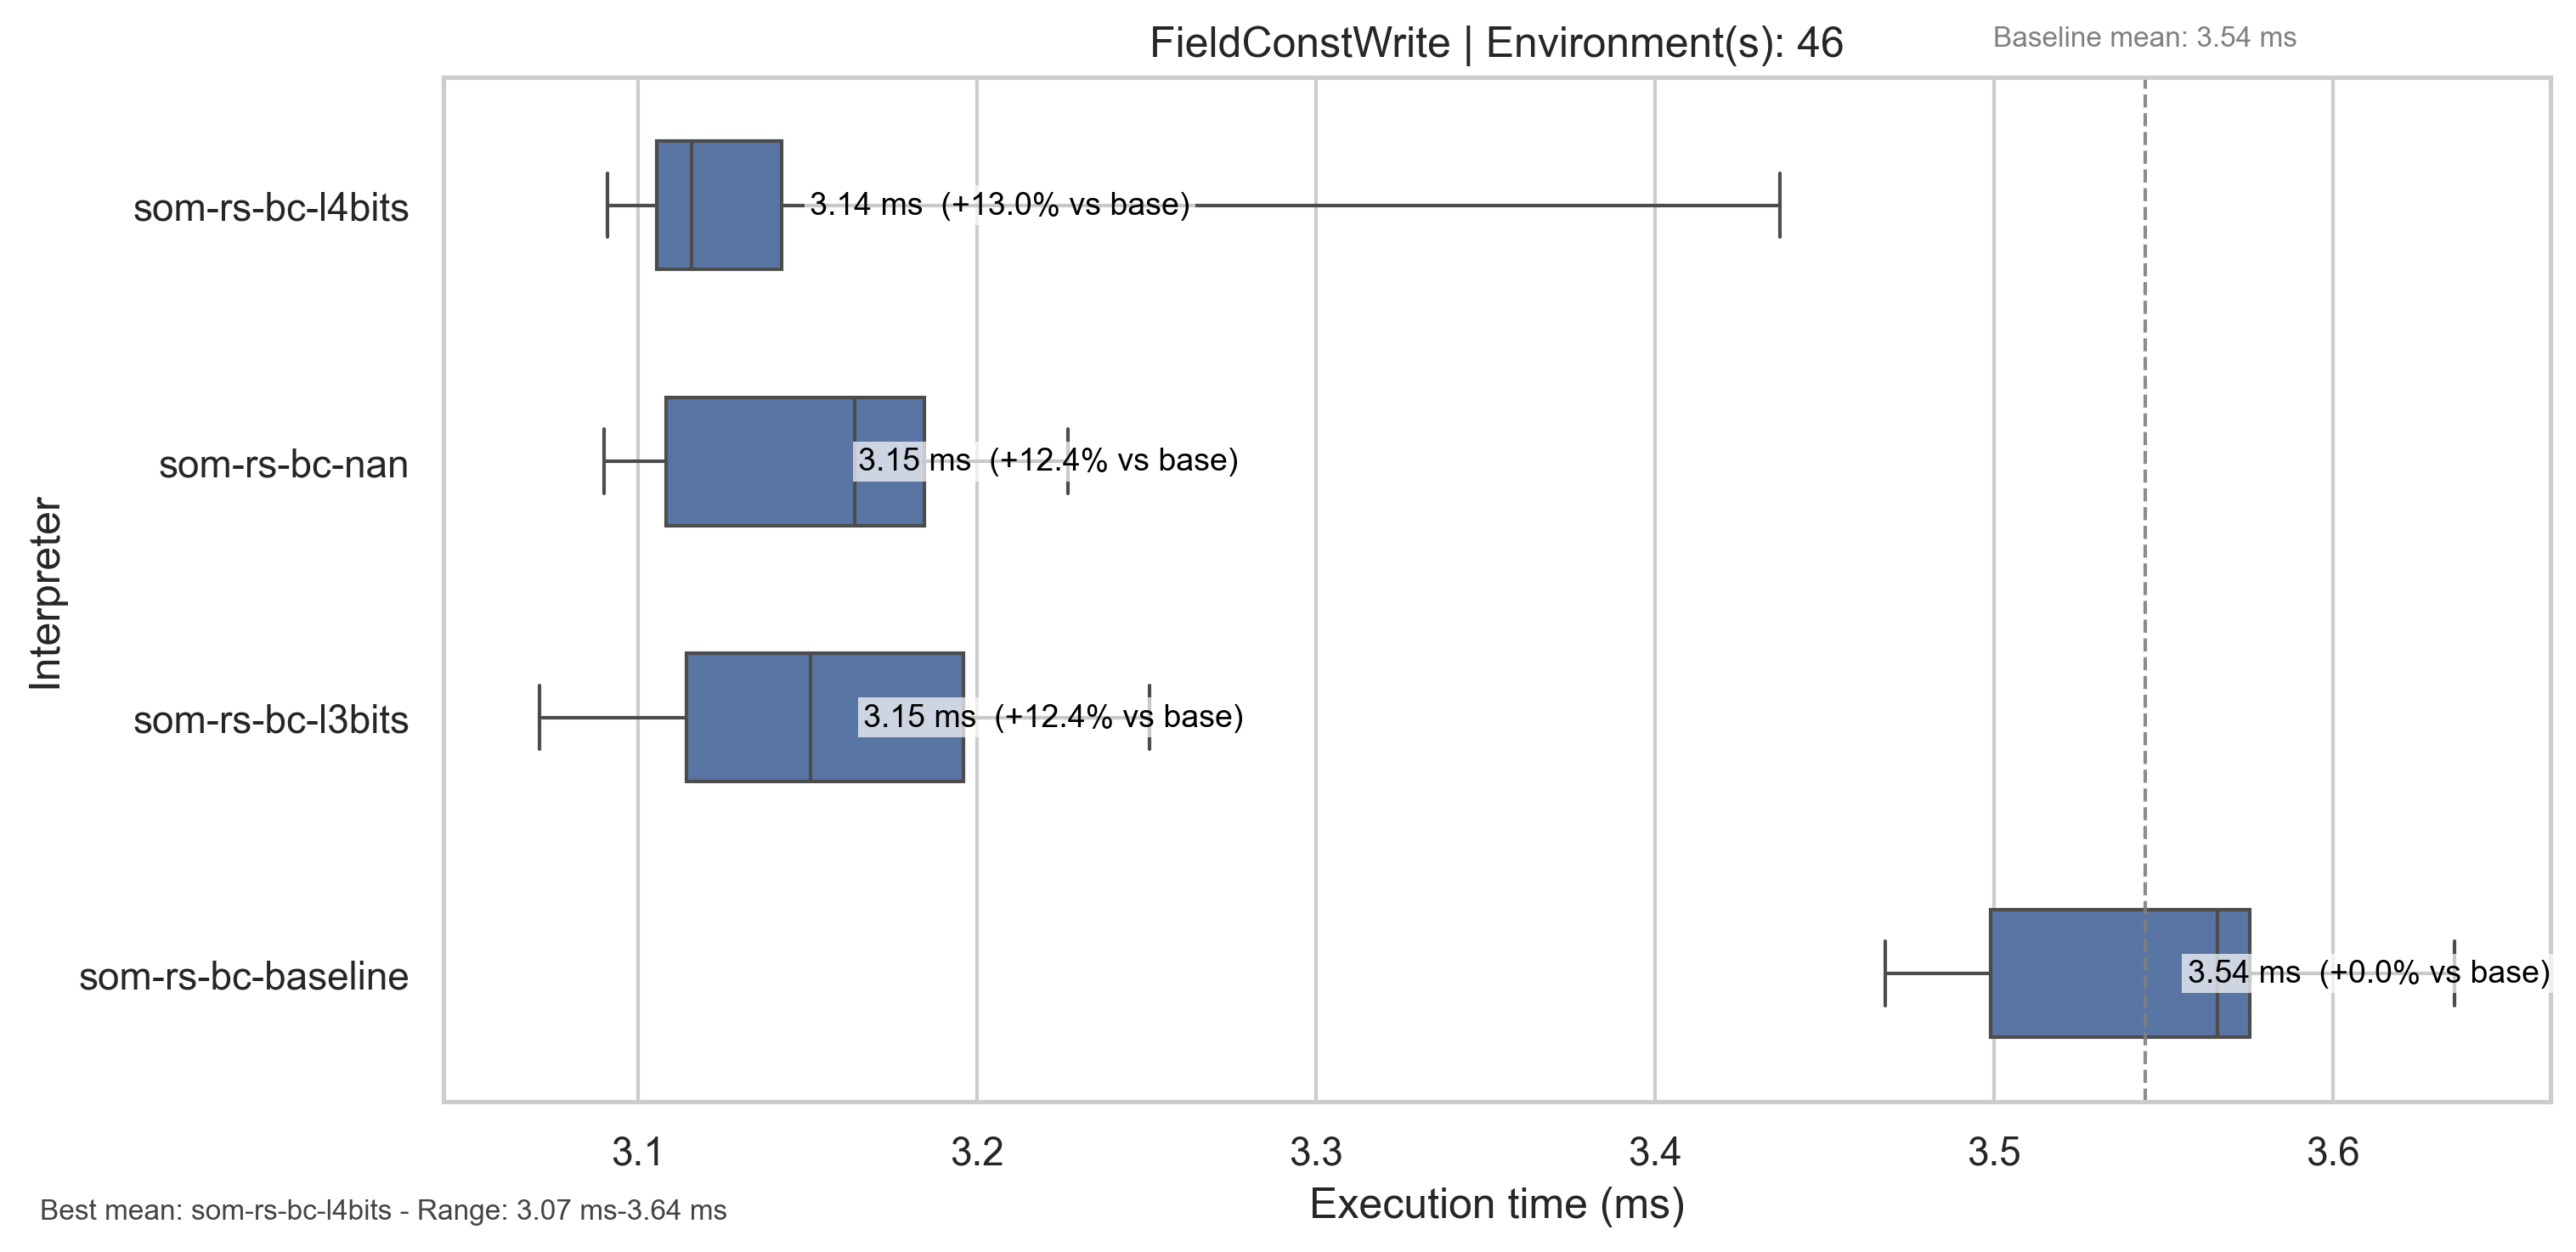 FieldConstWrite | Environment(s): 46
Baseline mean: 3.54 ms
Interpreter
som-rs-bc-l4bits
3.14 ms (+13.0% vs base)
som-rs-bc-nan
3.15 ms (+12.4% vs base)
som-rs-bc-l3bits
3.15 ms (+12.4% vs base)
som-rs-bc-baseline
3.54 ms (+0.0% vs base)
3.1 3.2 3.3 3.4 3.5 3.6
Execution time (ms)
Best mean: som-rs-bc-l4bits - Range: 3.07 ms-3.64 ms